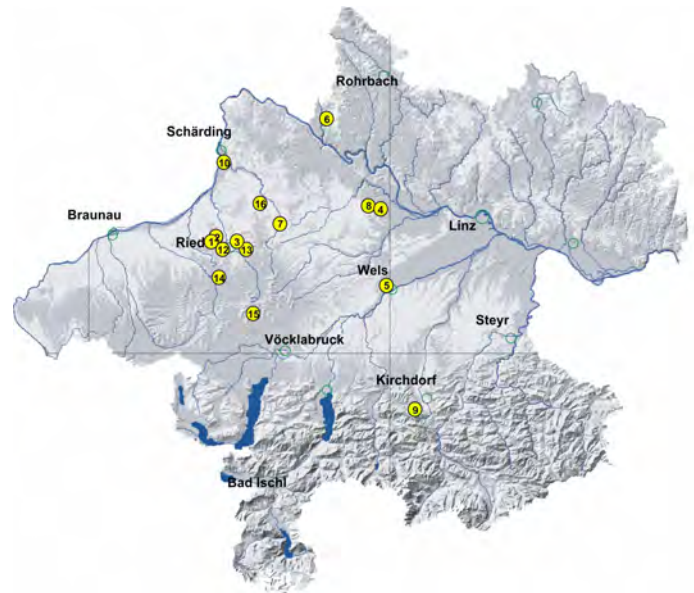 Rohrbach
6
Schärding
10
16
8
4
Braunau
7
Linz
2
Ried
11
3
12
13
Wels
14
5
15
Steyr
Vöcklabruck
Kirchdorf
9
Bad Ischl